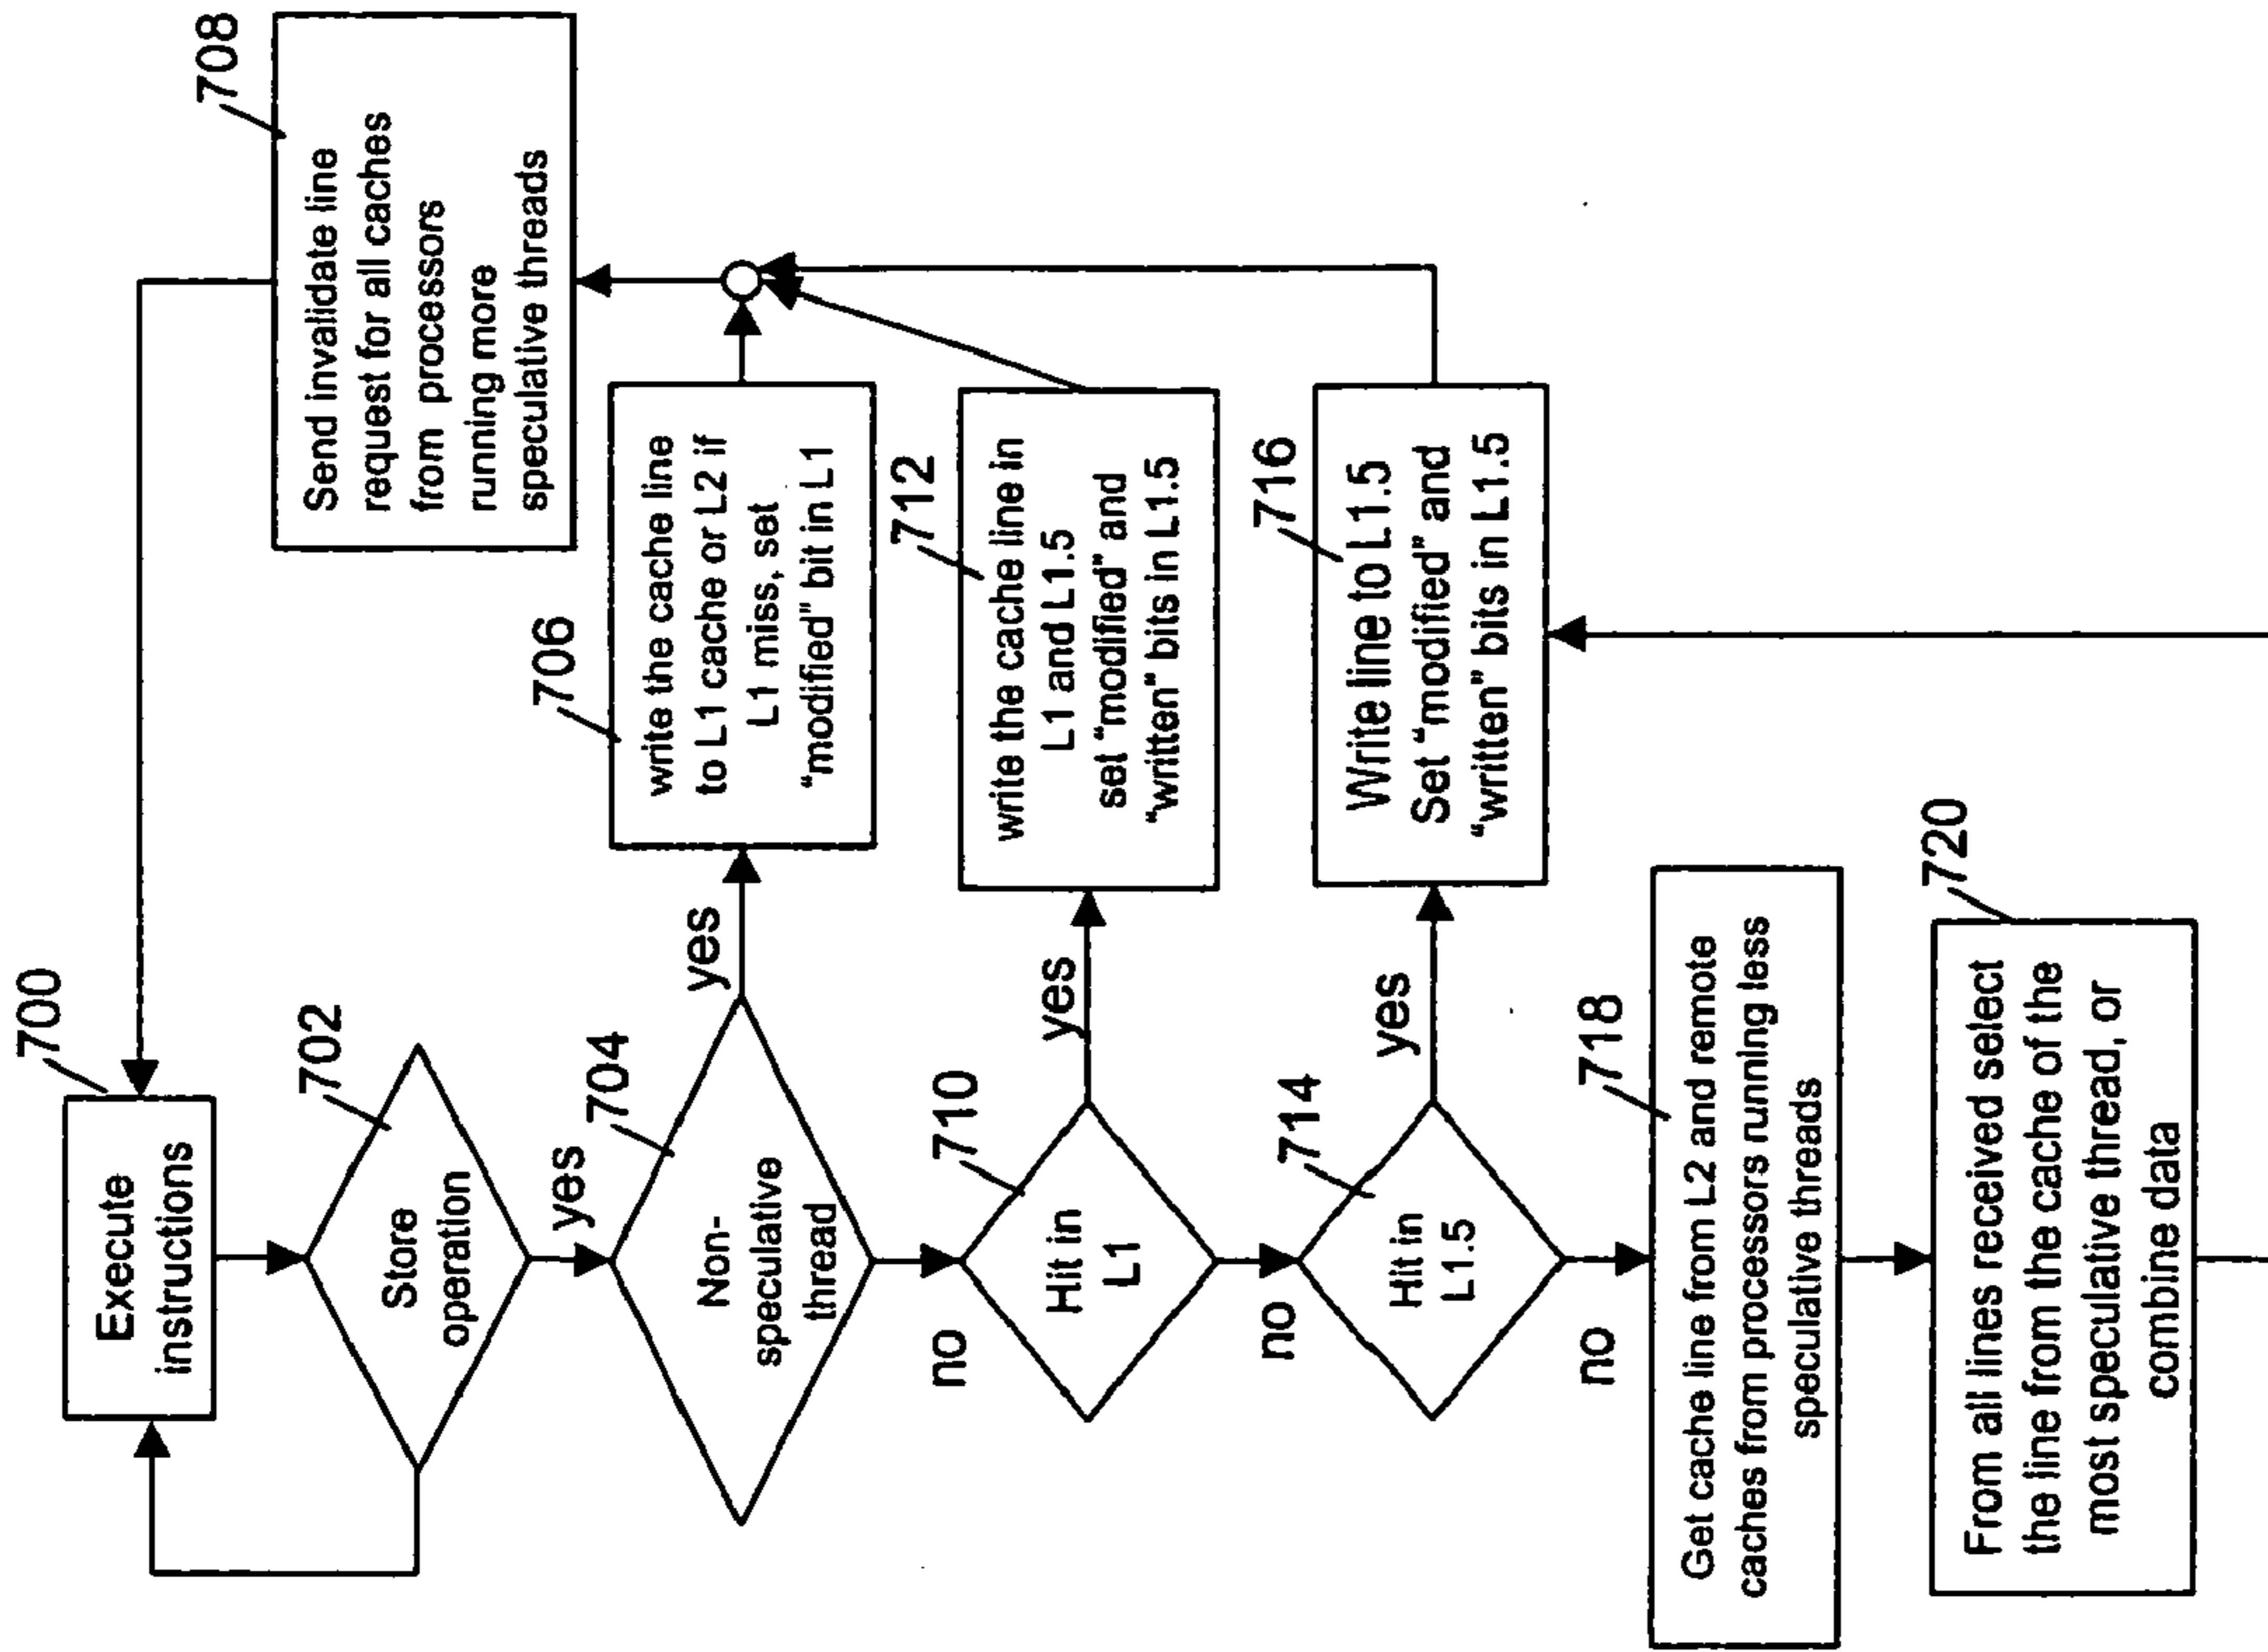 700
Execute
instructions
702
Store
operation
yes
704
Non-
speculative
thread
yes
706
write the cache line
to L1 cache or L2 if
L1 miss, set
“modified” bit in L1
708
Send invalidate line
request for all caches
from processors
running more
speculative threads
no
710
Hit in
L1
yes
712
write the cache line in
L1 and L1.5
set “modified” and
“written” bits in L1.5
no
714
Hit in
L1.5
yes
716
Write line to L1.5
Set “modified” and
“written” bits in L1.5
no
718
Get cache line from L2 and remote
caches from processors running less
speculative threads
720
From all lines received select
the line from the cache of the
most speculative thread, or
combine data